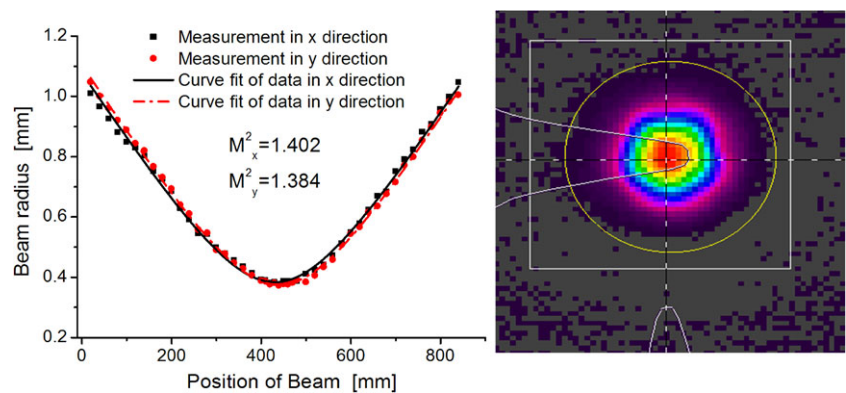 Measurement in x direction
Measurement in y direction
Curve fit of data in x direction
Curve fit of data in y direction
M²ₓ=1.402
M²ᵧ=1.384
Beam radius [mm]
1.2
1.0
0.8
0.6
0.4
0.2
0 200 400 600 800
Position of Beam [mm]